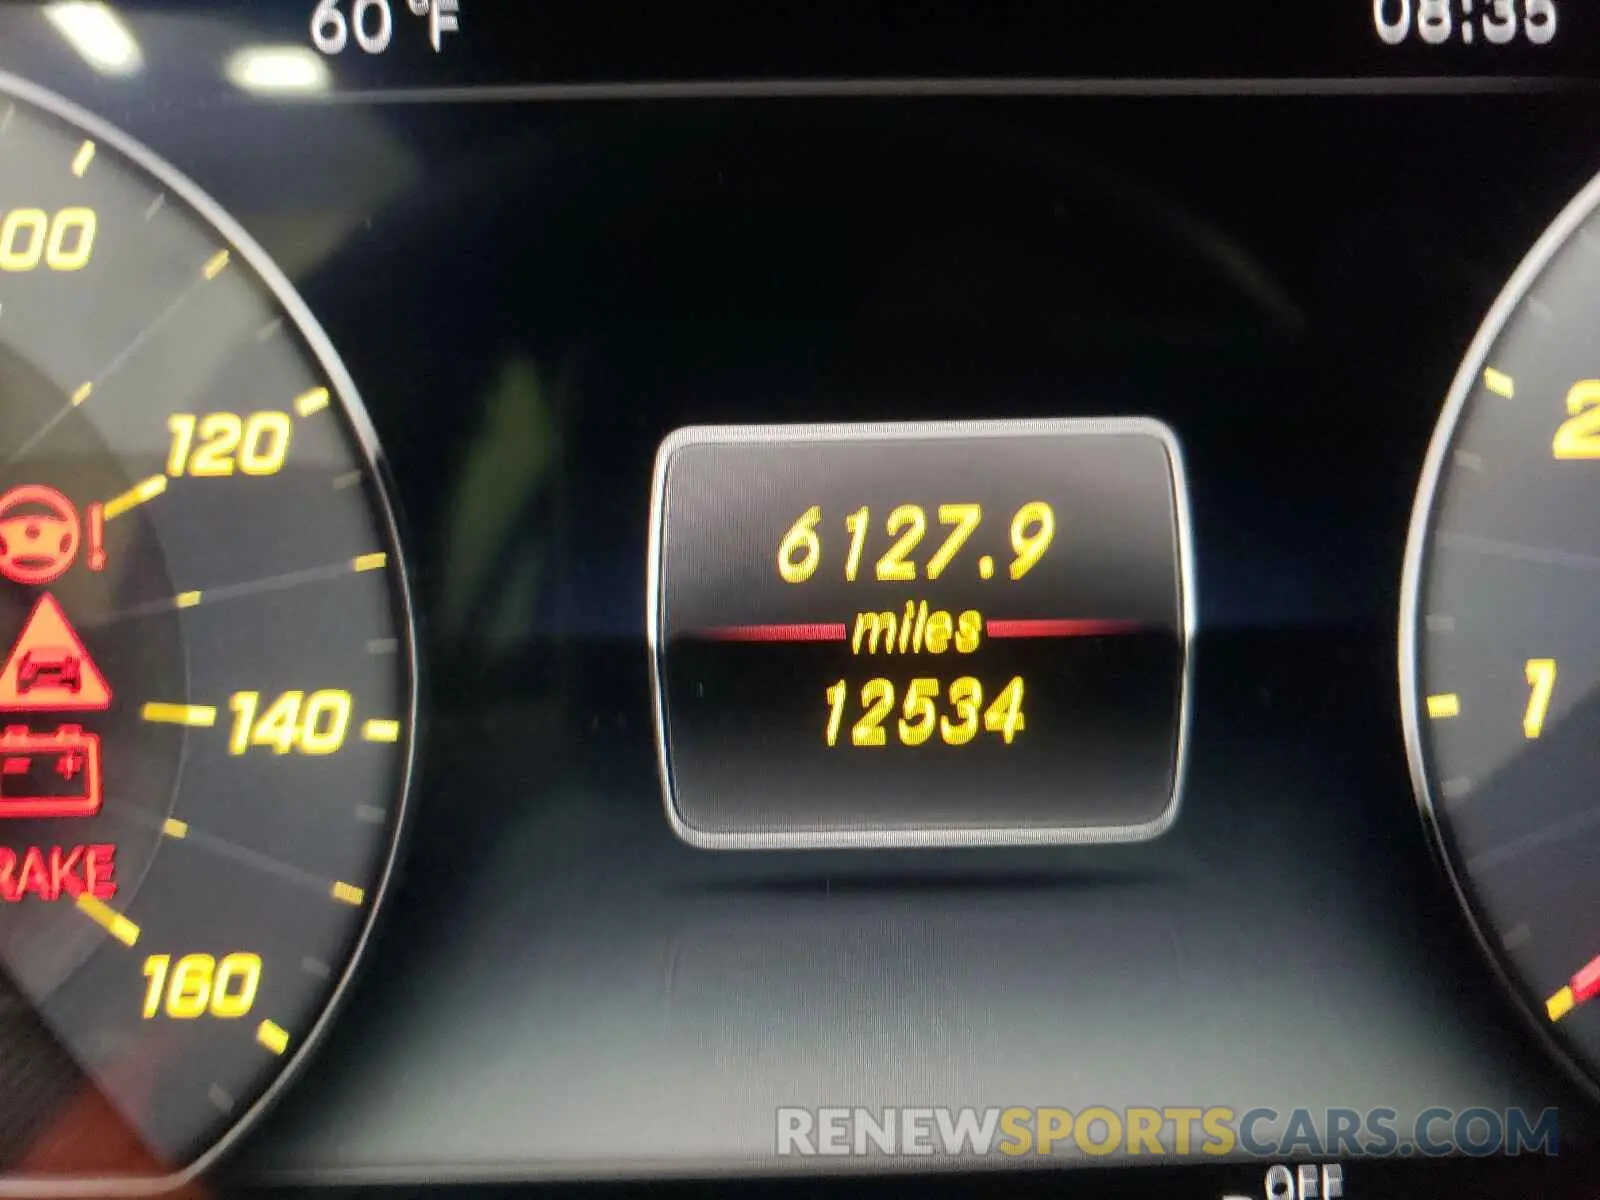 60 °F
08:35
00
120
140
160
RAKE
6127.9
miles
12534
2
1
RENEWSPORTSCARS.COM
OFF